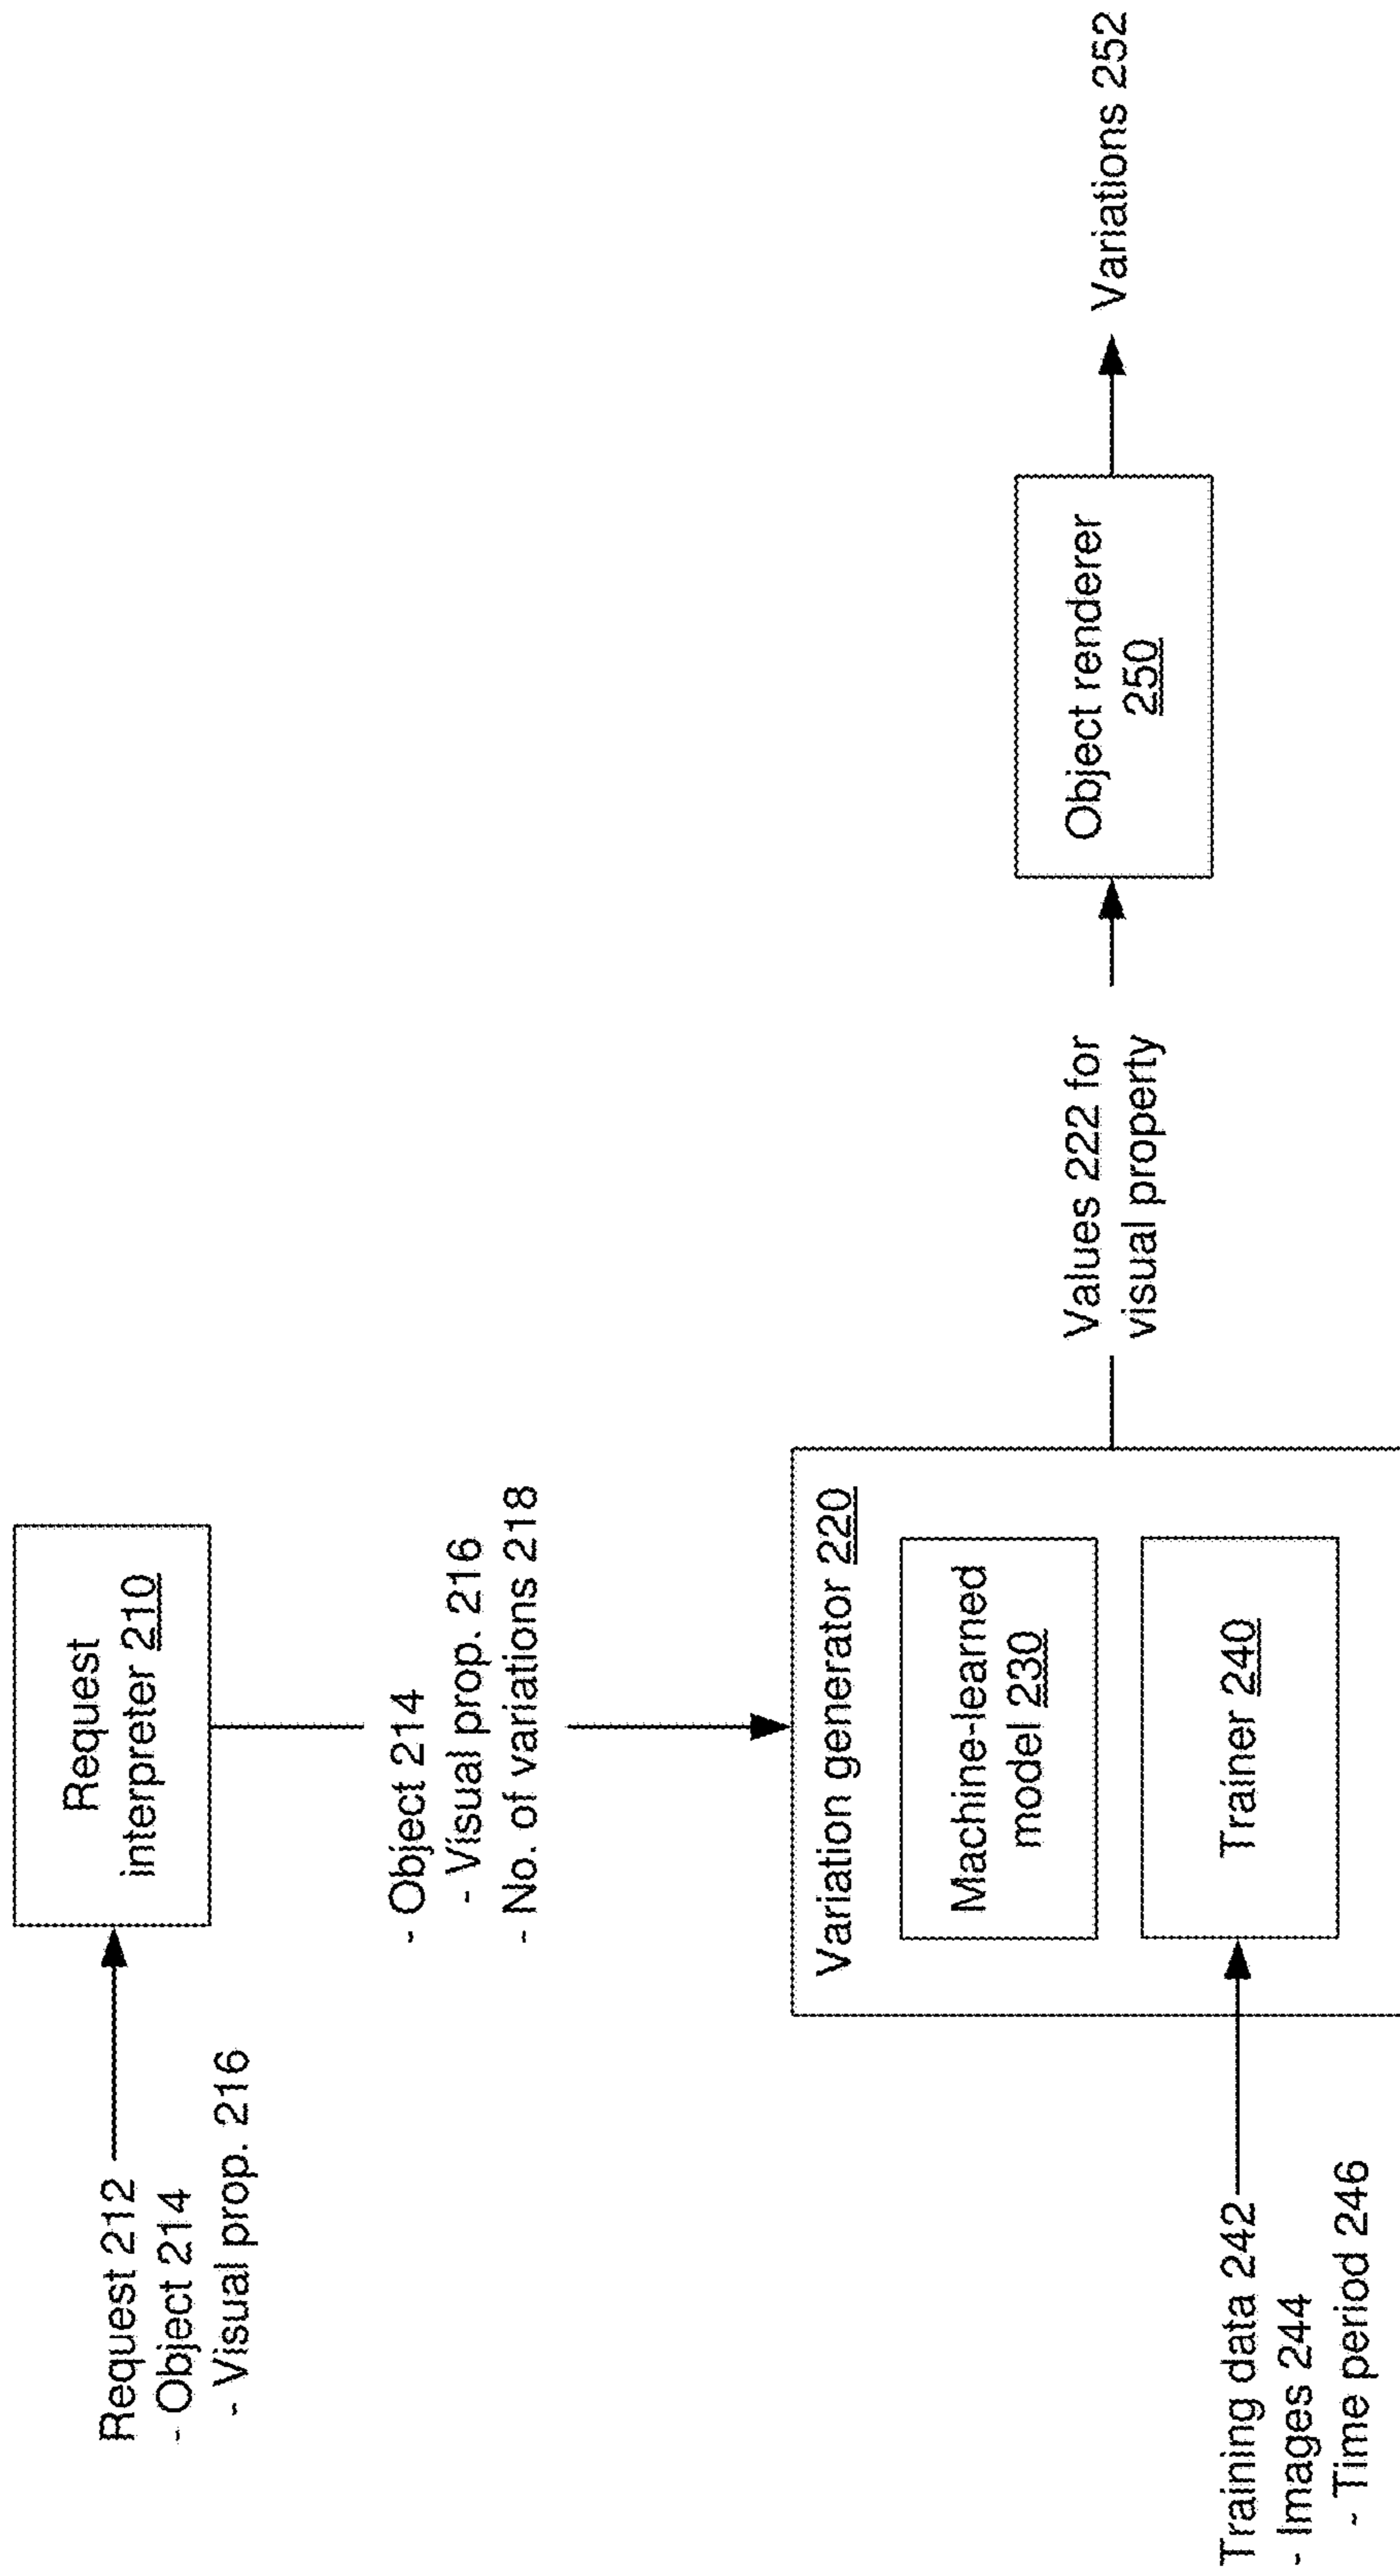 Request 212
- Object 214
- Visual prop. 216
Request
interpreter 210
- Object 214
- Visual prop. 216
- No. of variations 218
Variation generator 220
Machine-learned
model 230
Trainer 240
Training data 242
- Images 244
- Time period 246
Values 222 for
visual property
Object renderer
250
Variations 252